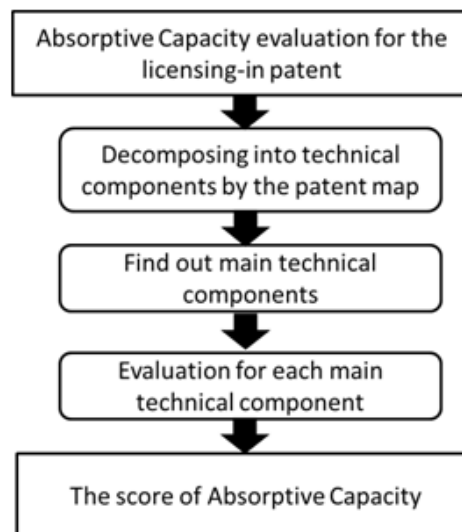 Absorptive Capacity evaluation for the
licensing-in patent
Decomposing into technical
components by the patent map
Find out main technical
components
Evaluation for each main
technical component
The score of Absorptive Capacity